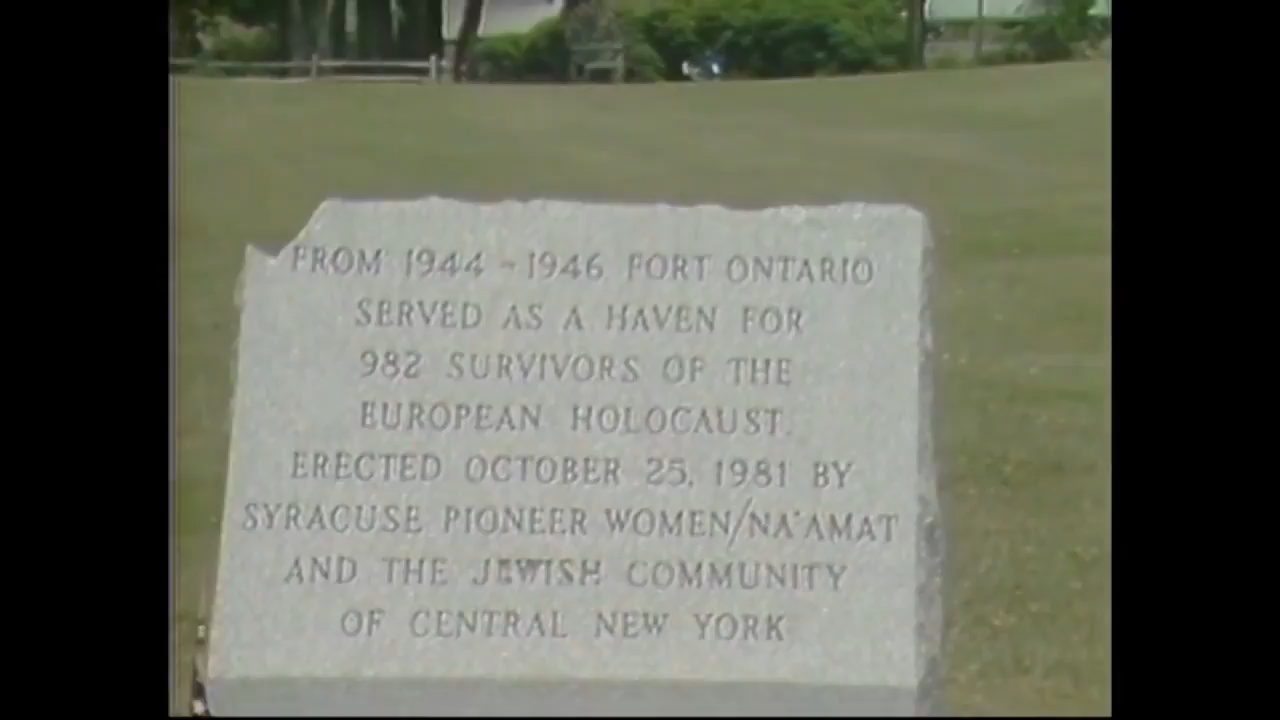 FROM 1944 - 1946 FORT ONTARIO
SERVED AS A HAVEN FOR
982 SURVIVORS OF THE
EUROPEAN HOLOCAUST.
ERECTED OCTOBER 25, 1981 BY
SYRACUSE PIONEER WOMEN/NA'AMAT
AND THE JEWISH COMMUNITY
OF CENTRAL NEW YORK